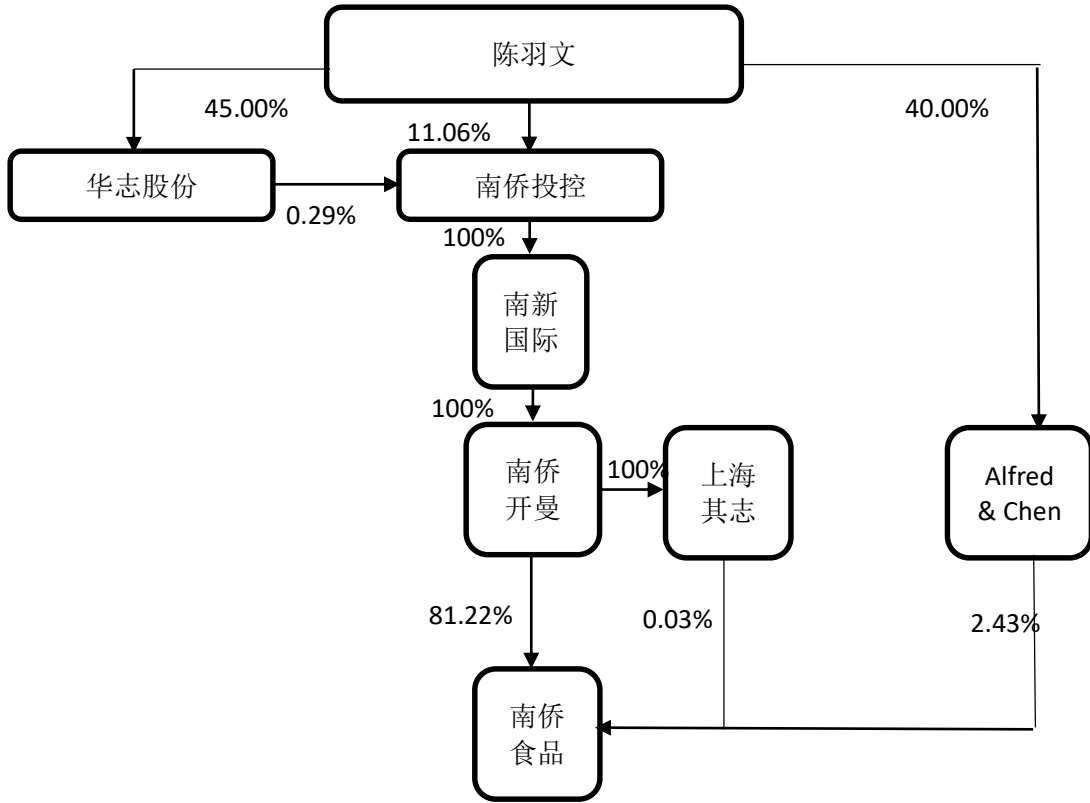 陈羽文
45.00%
11.06%
40.00%
华志股份
南侨投控
0.29%
100%
南新
国际
100%
南侨
开曼
100%
上海
其志
Alfred
& Chen
81.22%
0.03%
2.43%
南侨
食品